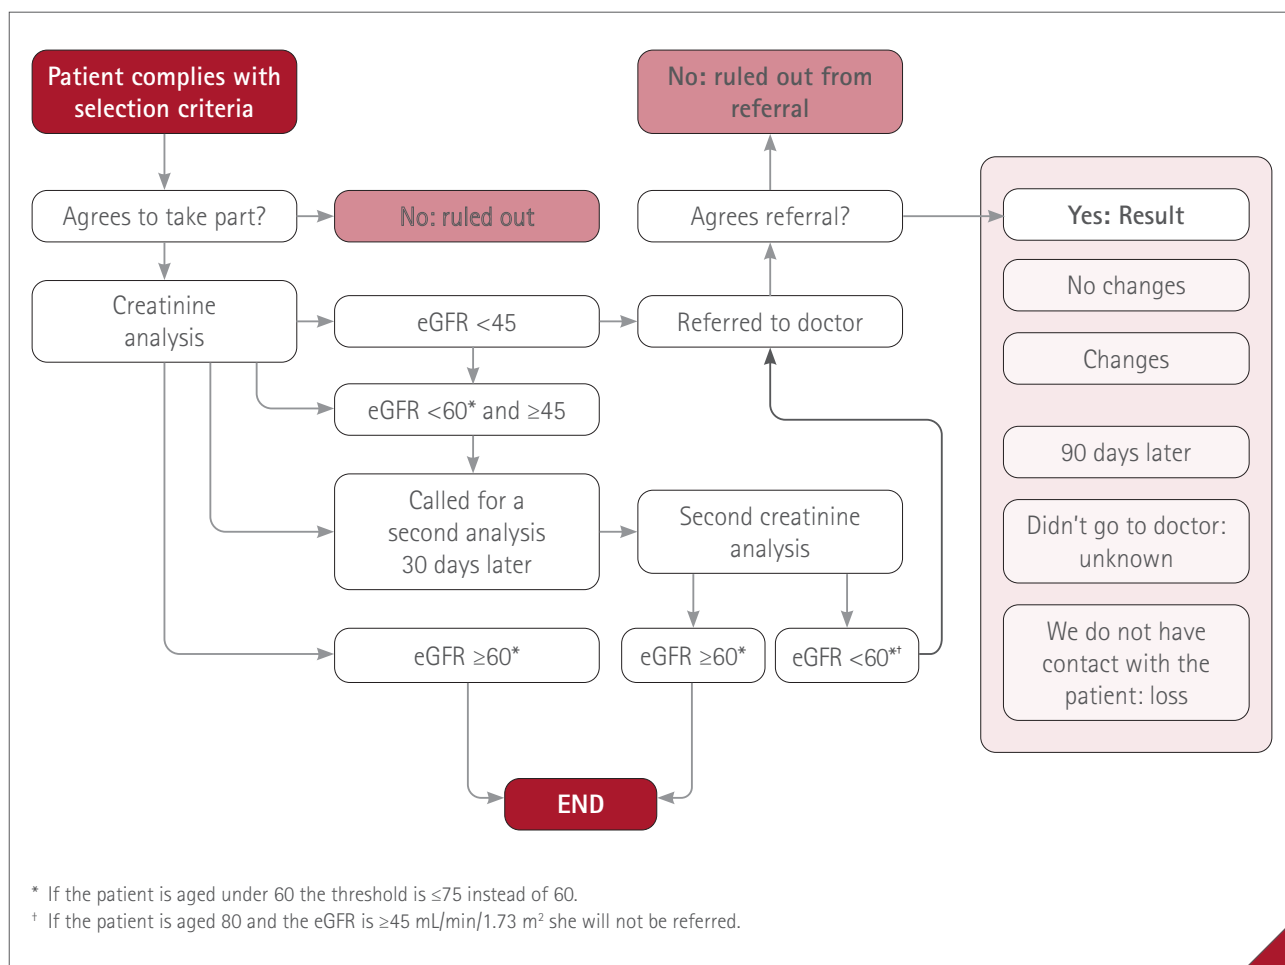 Patient complies with
selection criteria
Agrees to take part?
No: ruled out
Creatinine
analysis
eGFR <45
eGFR <60* and ≥45
Called for a
second analysis
30 days later
eGFR ≥60*
Second creatinine
analysis
eGFR ≥60*
eGFR <60*†
Referred to doctor
Agrees referral?
No: ruled out from
referral
Yes: Result
No changes
Changes
90 days later
Didn't go to doctor:
unknown
We do not have
contact with the
patient: loss
END
* If the patient is aged under 60 the threshold is ≤75 instead of 60.
† If the patient is aged 80 and the eGFR is ≥45 mL/min/1.73 m² she will not be referred.